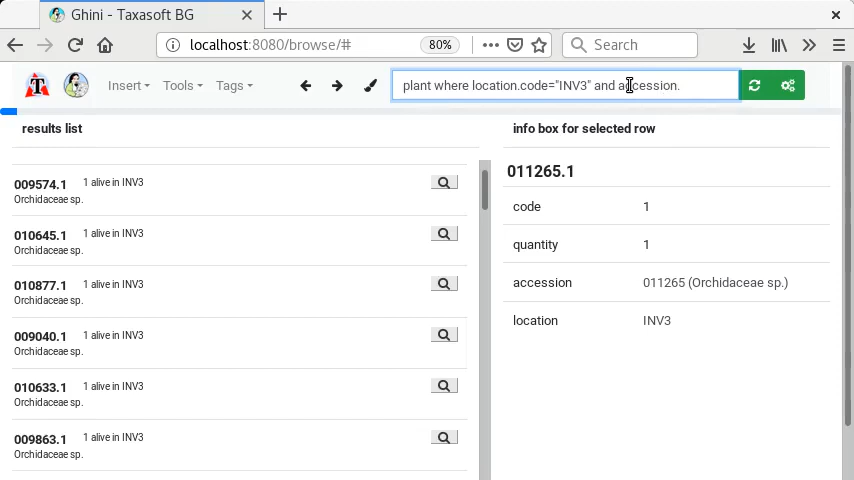 Ghini - Taxasoft BG
localhost:8080/browse/#
80%
Search
Insert Tools Tags
plant where location.code="INV3" and accession.
results list
info box for selected row
009574.1 1 alive in INV3
Orchidaceae sp.
010645.1 1 alive in INV3
Orchidaceae sp.
010877.1 1 alive in INV3
Orchidaceae sp.
009040.1 1 alive in INV3
Orchidaceae sp.
010633.1 1 alive in INV3
Orchidaceae sp.
009863.1 1 alive in INV3
Orchidaceae sp.
011265.1
code 1
quantity 1
accession 011265 (Orchidaceae sp.)
location INV3